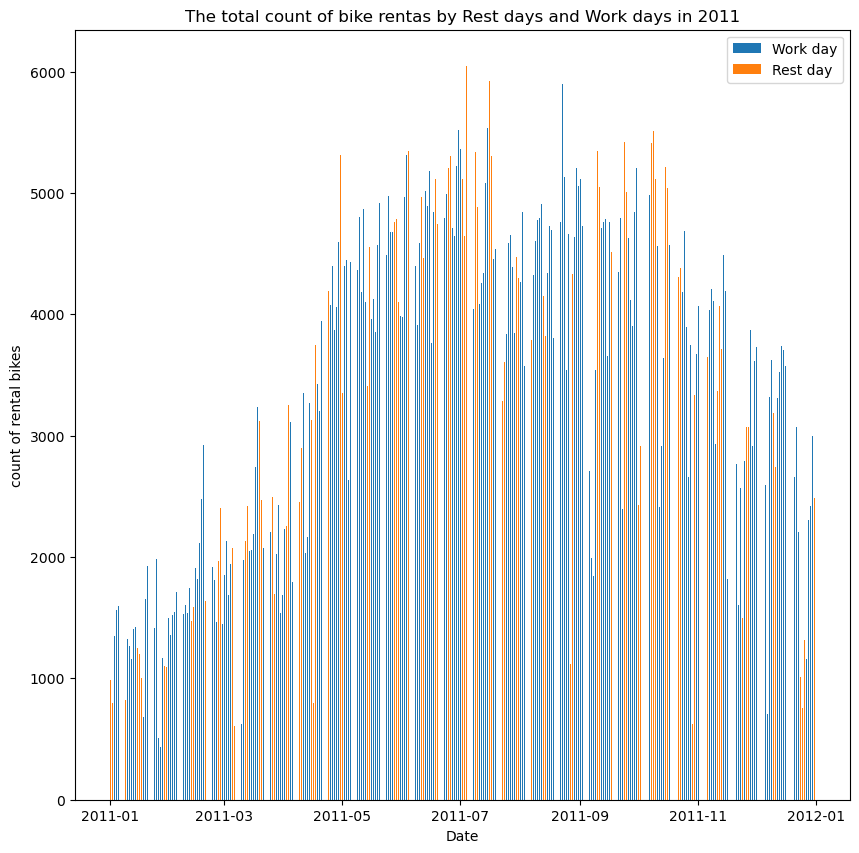 The total count of bike rentas by Rest days and Work days in 2011
Work day
Rest day
count of rental bikes
6000
5000
4000
3000
2000
1000
0
2011-01
2011-03
2011-05
2011-07
2011-09
2011-11
2012-01
Date